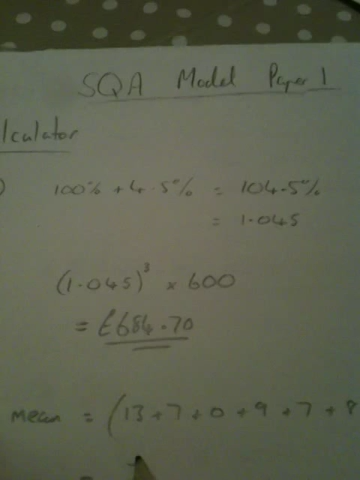 SQA Model Paper 1
lculator
) 100% + 4.5% = 104.5%
= 1.045
(1.045)³ × 600
= £684.70
mean = (13+7+0+9+7+8